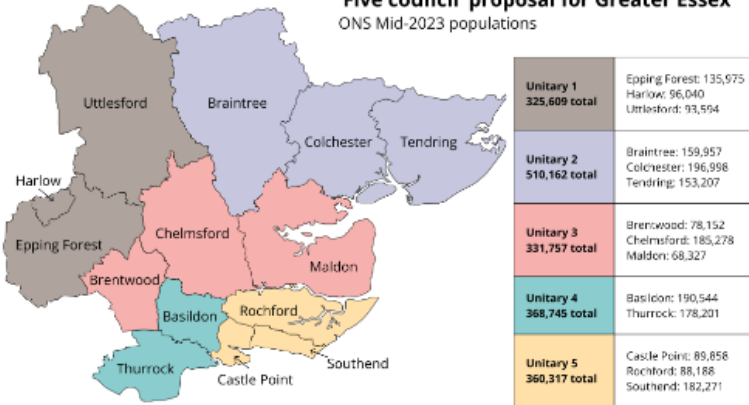 'Five council' proposal for Greater Essex
ONS Mid-2023 populations
Uttlesford
Braintree
Colchester
Tendring
Harlow
Epping Forest
Chelmsford
Brentwood
Maldon
Basildon
Rochford
Thurrock
Southend
Castle Point
Unitary 1
325,609 total
Epping Forest: 135,975
Harlow: 96,040
Uttlesford: 93,594
Unitary 2
510,162 total
Braintree: 159,957
Colchester: 196,998
Tendring: 153,207
Unitary 3
331,757 total
Brentwood: 78,152
Chelmsford: 185,278
Maldon: 68,327
Unitary 4
368,745 total
Basildon: 190,544
Thurrock: 178,201
Unitary 5
360,317 total
Castle Point: 89,858
Rochford: 88,188
Southend: 182,271